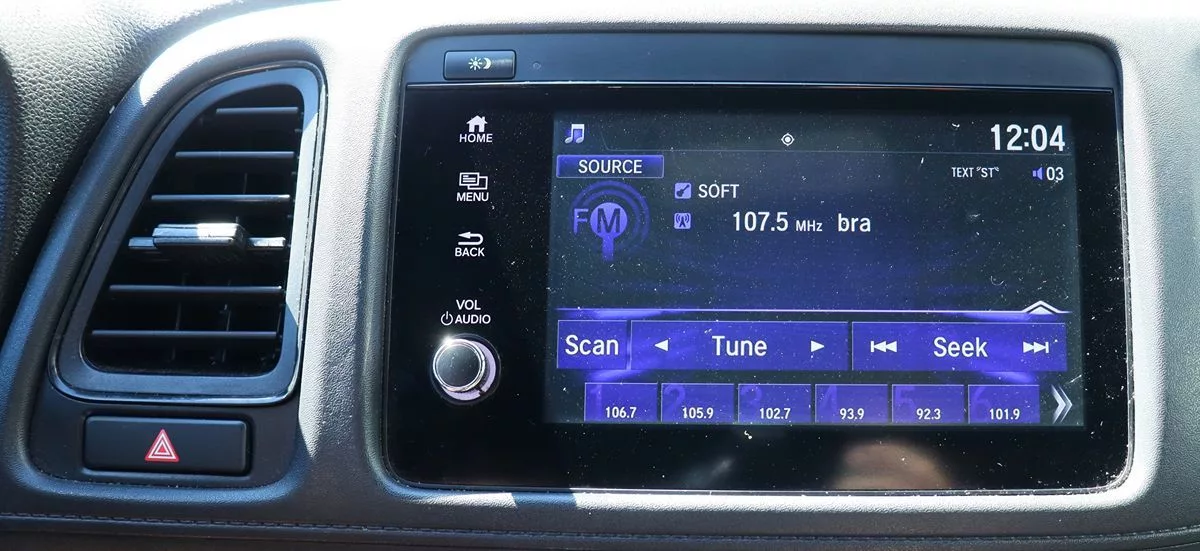 HOME
MENU
BACK
VOL
AUDIO
12:04
SOURCE
TEXT "ST"
03
FM
SOFT
107.5 MHz bra
Scan
Tune
Seek
1 2 3 4 5 6
106.7 105.9 102.7 93.9 92.3 101.9